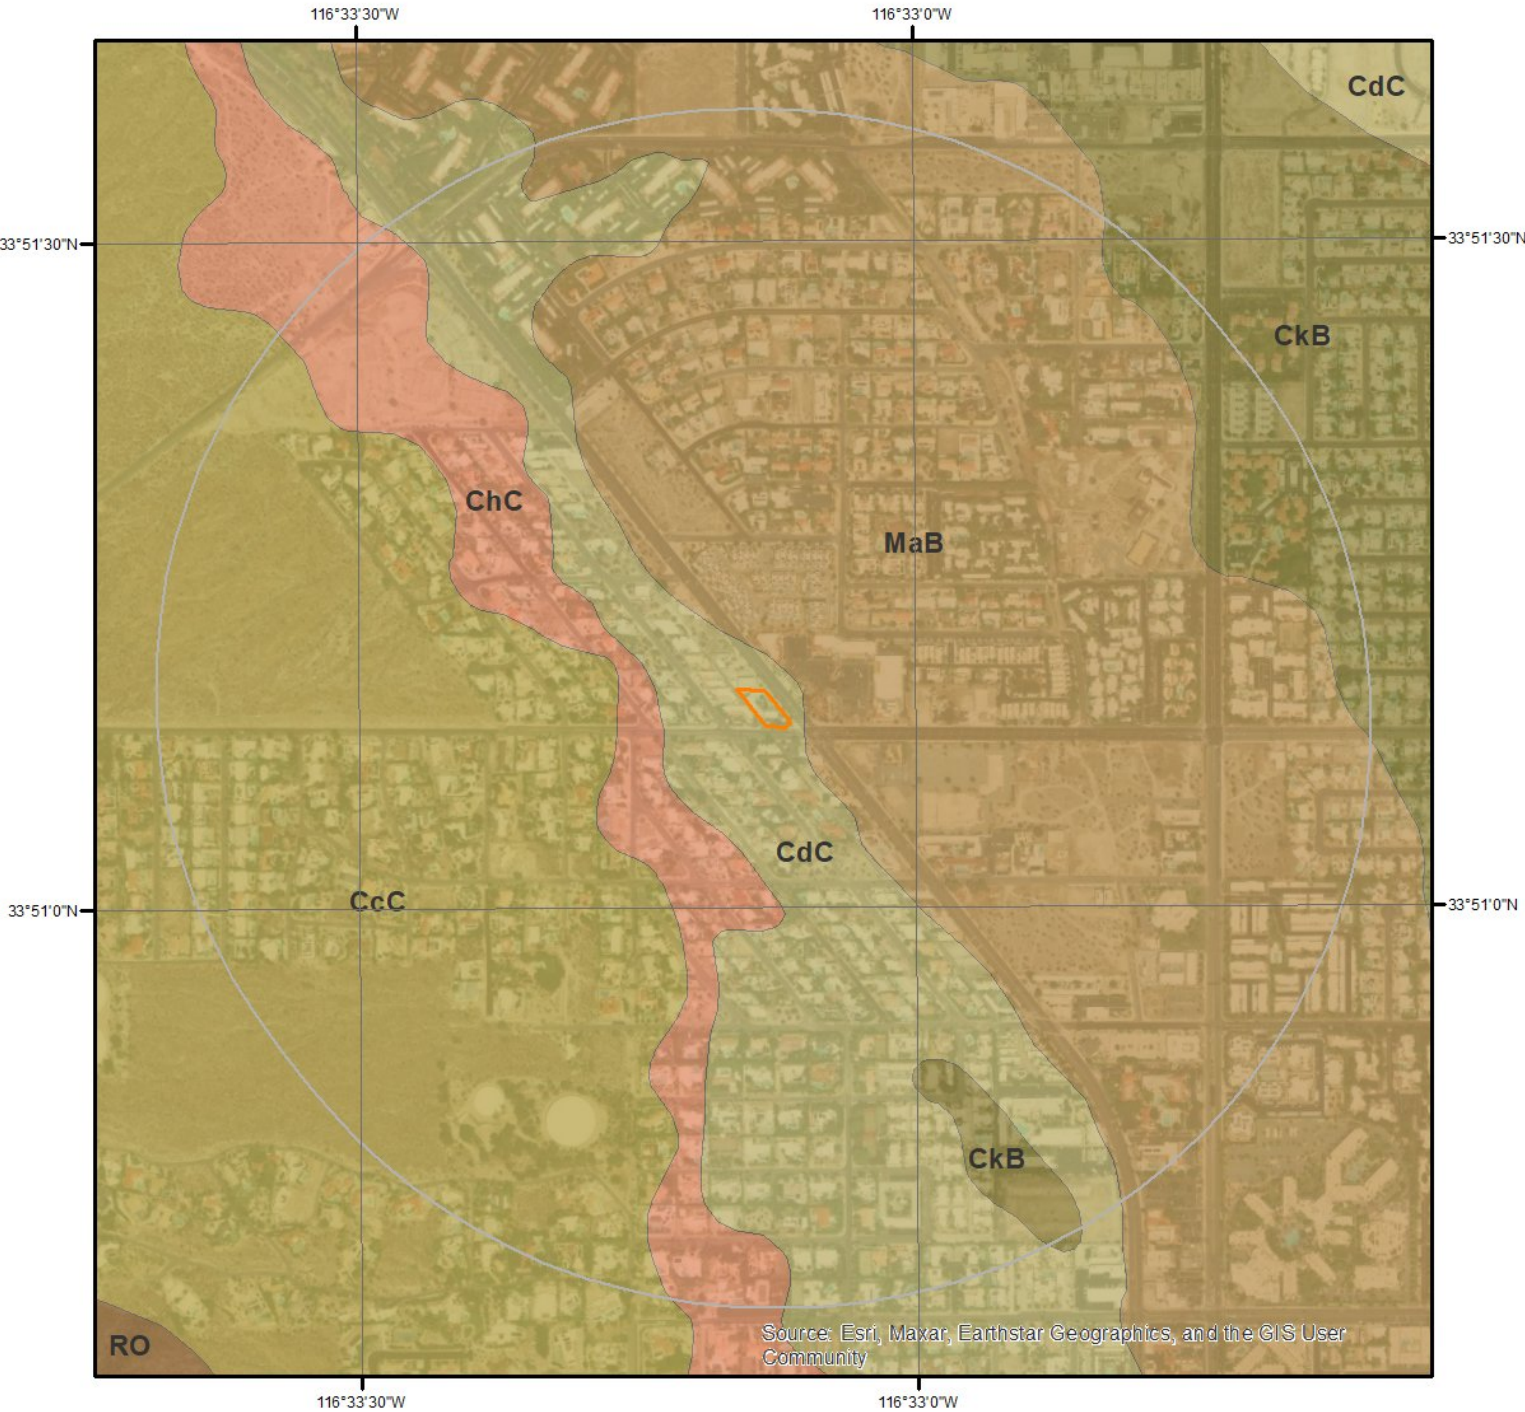 116°33'30"W
116°33'0"W
CdC
33°51'30"N
33°51'30"N
CkB
ChC
MaB
CdC
CcC
33°51'0"N
33°51'0"N
CkB
RO
Source: Esri, Maxar, Earthstar Geographics, and the GIS User
Community
116°33'30"W
116°33'0"W